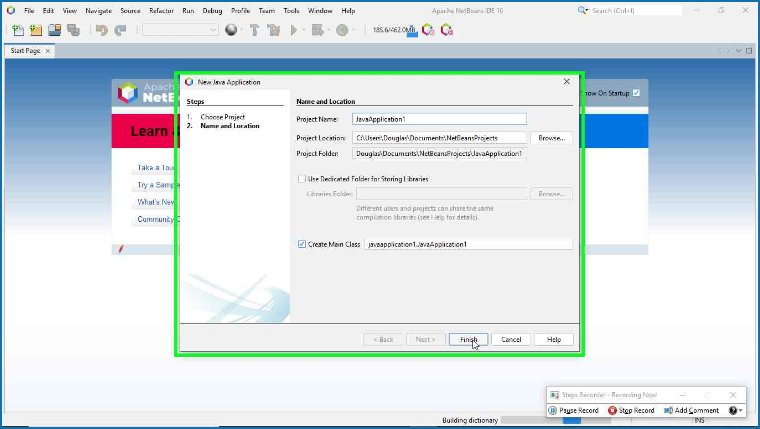 File Edit View Navigate Source Refactor Run Debug Profile Team Tools Window Help Apache NetBeans IDE 16 Search (Ctrl+I)
185.6/462.0MB
Start Page
Apache
NetB
Show On Startup
Learn &
Take a Tour
Try a Sample
What's New
Community C
New Java Application
Steps
1. Choose Project
2. Name and Location
Name and Location
Project Name: JavaApplication1
Project Location: C:\Users\Douglas\Documents\NetBeansProjects Browse...
Project Folder: Douglas\Documents\NetBeansProjects\JavaApplication1
Use Dedicated Folder for Storing Libraries
Libraries Folder: Browse...
Different users and projects can share the same
compilation libraries (see Help for details).
Create Main Class javaapplication1.JavaApplication1
< Back Next > Finish Cancel Help
Steps Recorder - Recording Now
Pause Record Stop Record Add Comment
Building dictionary INS